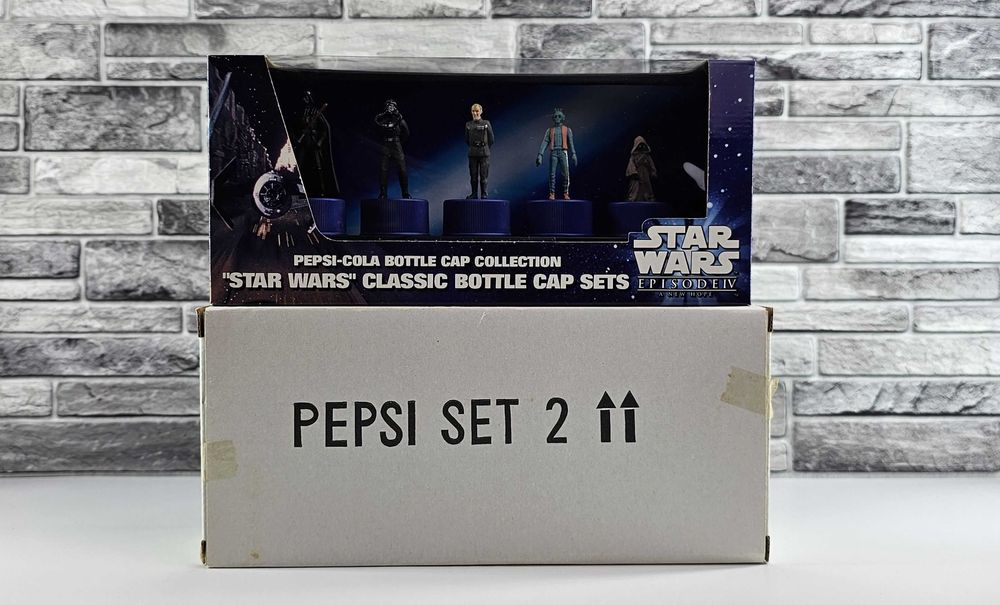 PEPSI-COLA BOTTLE CAP COLLECTION
"STAR WARS" CLASSIC BOTTLE CAP SETS
STAR
WARS
EPISODE IV
A NEW HOPE
PEPSI SET 2